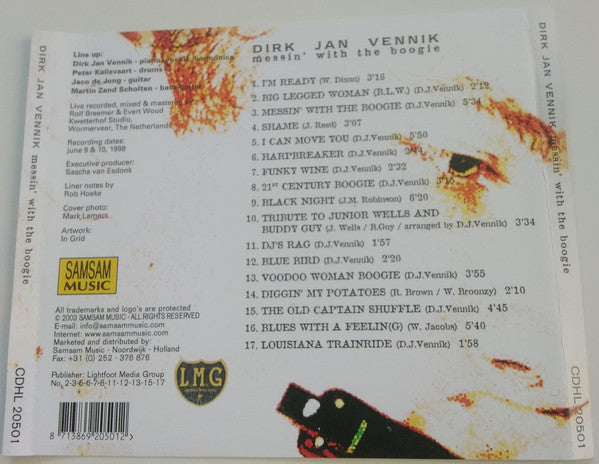 DIRK JAN VENNIK messin' with the boogie
Line up:
Dirk Jan Vennik - piano, vocals, harmonica
Peter Kalisvaart - drums
Jaco de Jong - guitar
Martin Zand Scholten - bass guitar
Live recorded, mixed & mastered by
Rolf Breemer & Evert Woud
Kwetterhof Studio,
Wormerveer, The Netherlands
Recording dates:
june 9 & 10, 1998
Executive producer:
Sascha van Esdonk
Liner notes by
Rob Hoeke
Cover photo:
Mark Lamers
Artwork:
In Grid
SAMSAM
MUSIC
All trademarks and logo's are protected
© 2003 SAMSAM MUSIC - ALL RIGHTS RESERVED
E-mail: info@samsammusic.com
Internet: www.samsammusic.com
Marketed and distributed by:
Samsam Music - Noordwijk - Holland
Fax: +31 (0) 252 - 376 876
Publisher: Lightfoot Media Group
No. 2-3-5-6-7-8-11-12-13-15-17
L.M.G
8 713869 205012 >
DIRK JAN VENNIK
messin' with the boogie
1. I'M READY (W. Dixon) 3'15
2. BIG LEGGED WOMAN (R.L.W.) (D.J.Vennik) 2'12
3. MESSIN' WITH THE BOOGIE (D.J.Vennik) 5'34
4. SHAME (J. Reed) 3'07
5. I CAN MOVE YOU (D.J.Vennik) 5'50
6. HARPBREAKER (D.J.Vennik)
7. FUNKY WINE (D.J.Vennik) 2'32
8. 21st CENTURY BOOGIE (D.J.Vennik)
9. BLACK NIGHT (J.M. Robinson) 6'20
10. TRIBUTE TO JUNIOR WELLS AND
BUDDY GUY (J. Wells / B.Guy / arranged by D.J.Vennik) 3'34
11. DJ'S RAG (D.J.Vennik) 1'57
12. BLUE BIRD (D.J.Vennik) 2'20
13. VOODOO WOMAN BOOGIE (D.J.Vennik) 3'55
14. DIGGIN' MY POTATOES (R. Brown / W. Broonzy) 2'10
15. THE OLD CAPTAIN SHUFFLE (D.J.Vennik) 4'45
16. BLUES WITH A FEELIN(G) (W. Jacobs) 5'40
17. LOUISIANA TRAINRIDE (D.J.Vennik) 1'58
CDHL 20501
DIRK JAN VENNIK messin' with the boogie
CDHL 20501